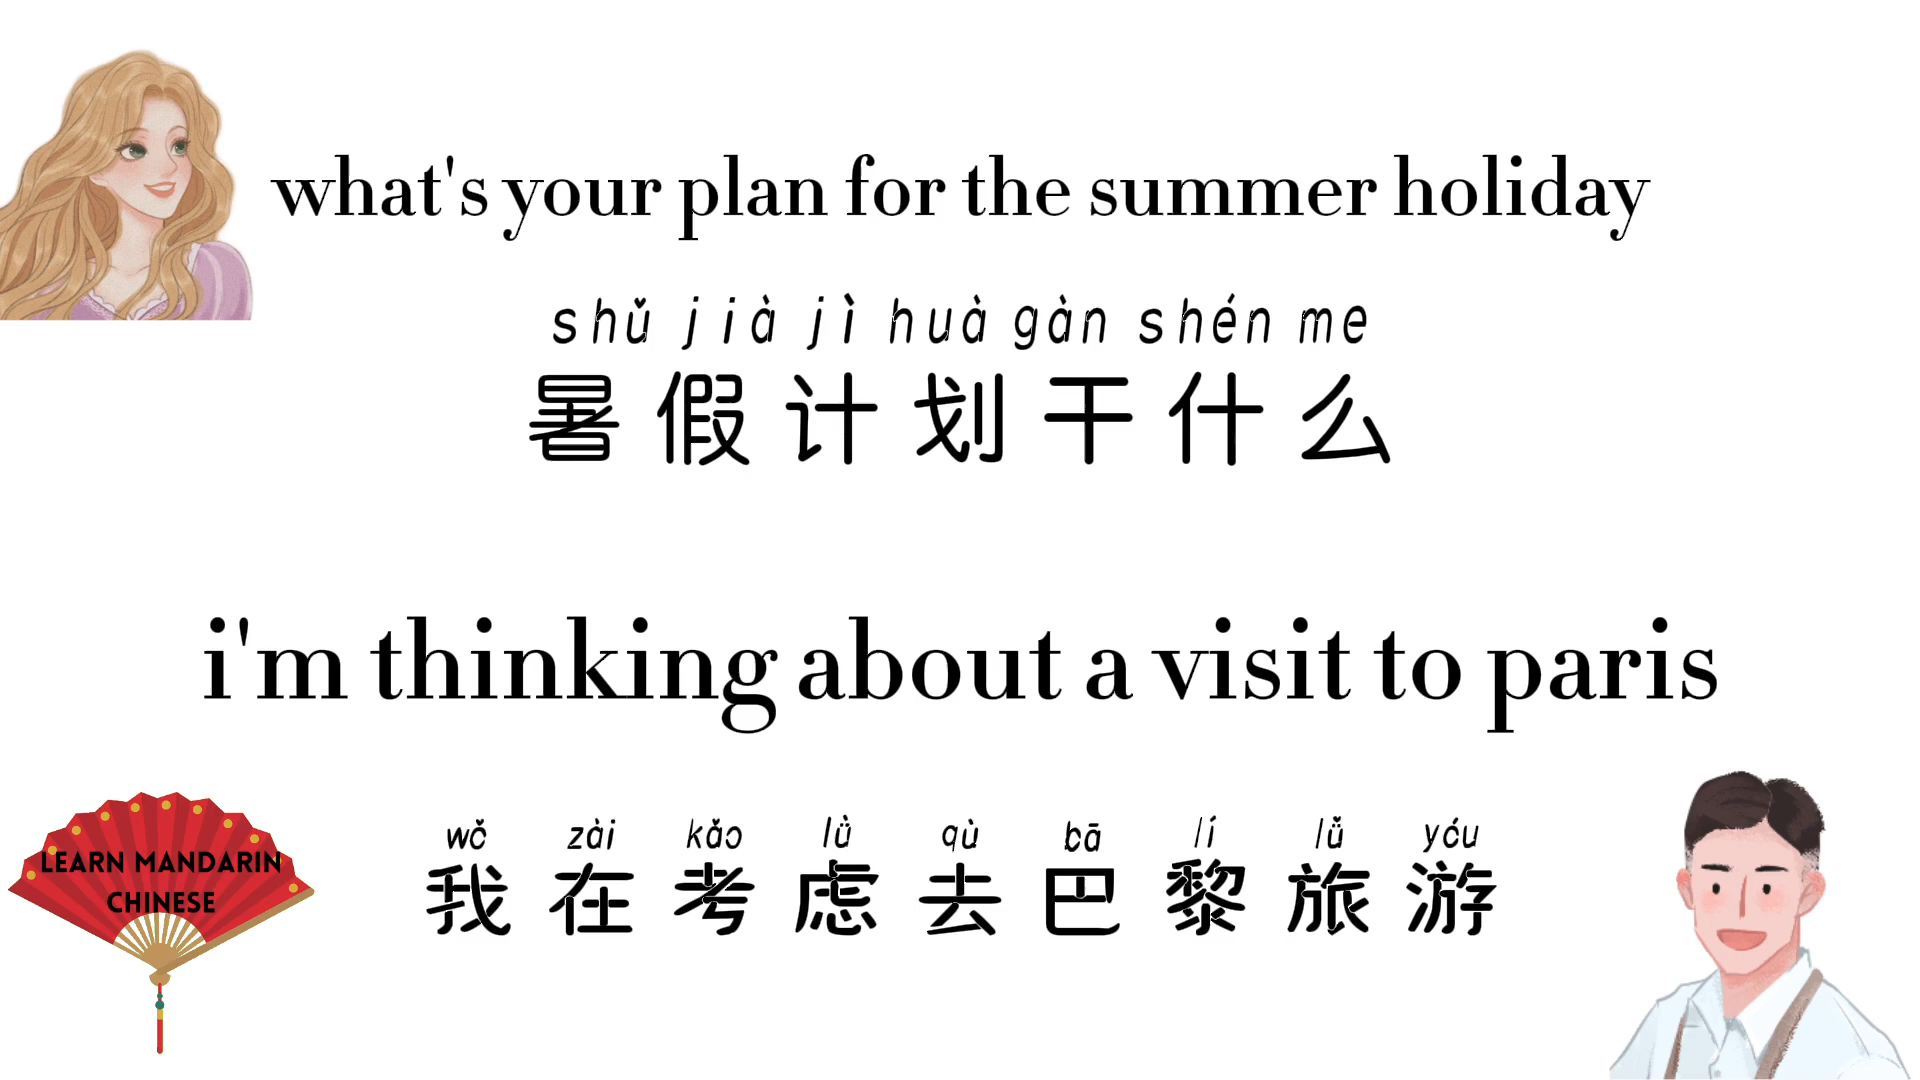 what's your plan for the summer holiday
shǔ jià jì huà gàn shén me
暑假计划干什么
i'm thinking about a visit to paris
wǒ zài kǎo lǜ qù bā lí lǚ yóu
我在考虑去巴黎旅游
LEARN MANDARIN
CHINESE